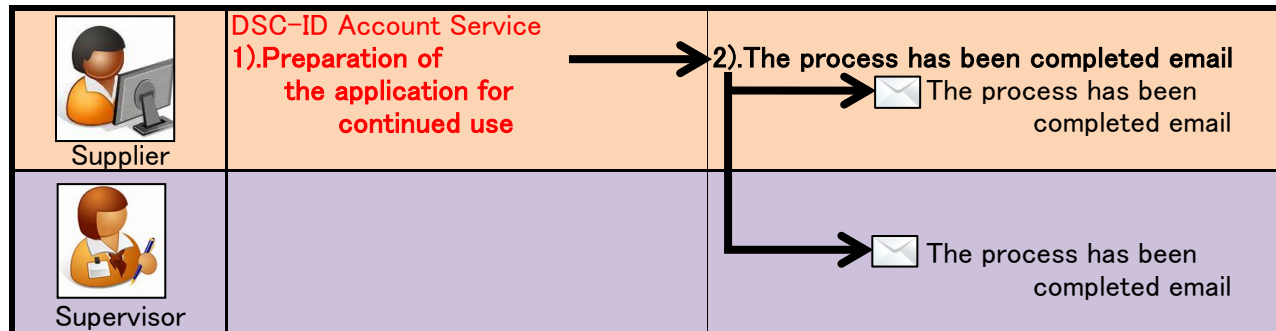 DSC-ID Account Service
1).Preparation of
the application for
continued use
2).The process has been completed email
The process has been
completed email
Supplier
The process has been
completed email
Supervisor